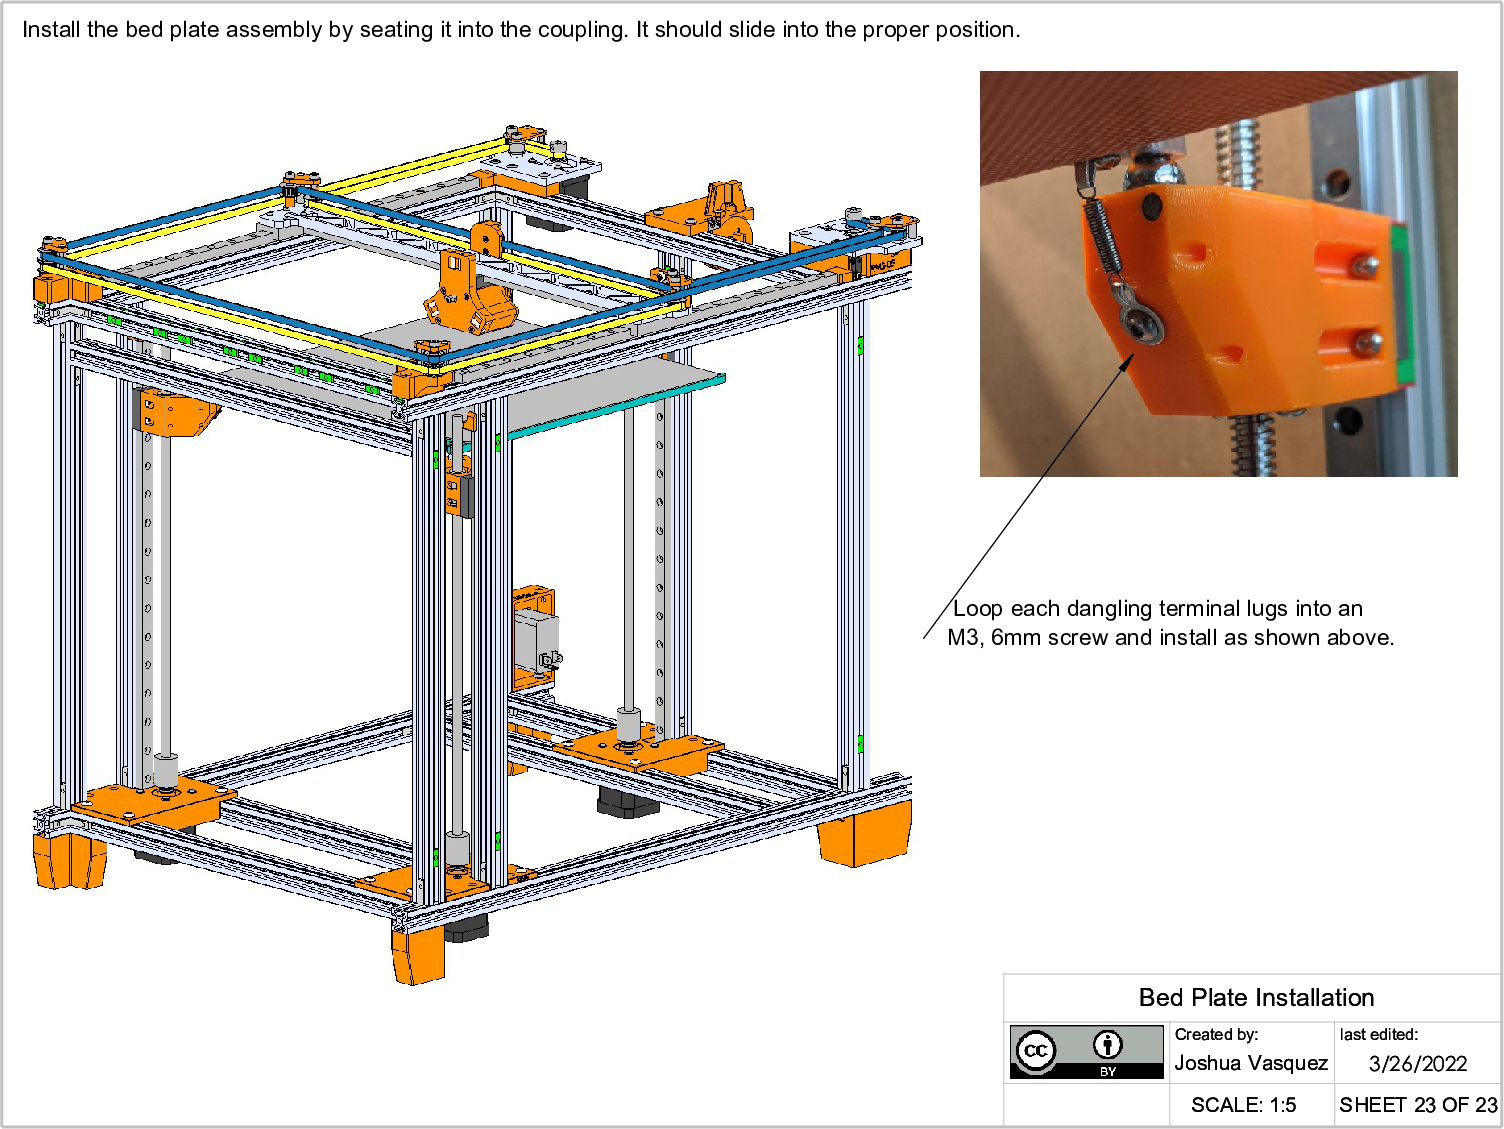 Install the bed plate assembly by seating it into the coupling. It should slide into the proper position.
Loop each dangling terminal lugs into an
M3, 6mm screw and install as shown above.
Bed Plate Installation
cc
BY
Created by:
Joshua Vasquez
last edited:
3/26/2022
SCALE: 1:5
SHEET 23 OF 23